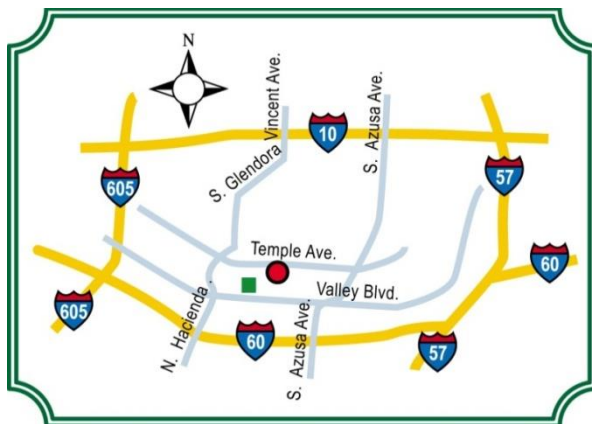 N
Vincent Ave.
S. Glendora
S. Azusa Ave.
10
605
57
Temple Ave.
60
Valley Blvd.
N. Hacienda
605
60
S. Azusa Ave.
57